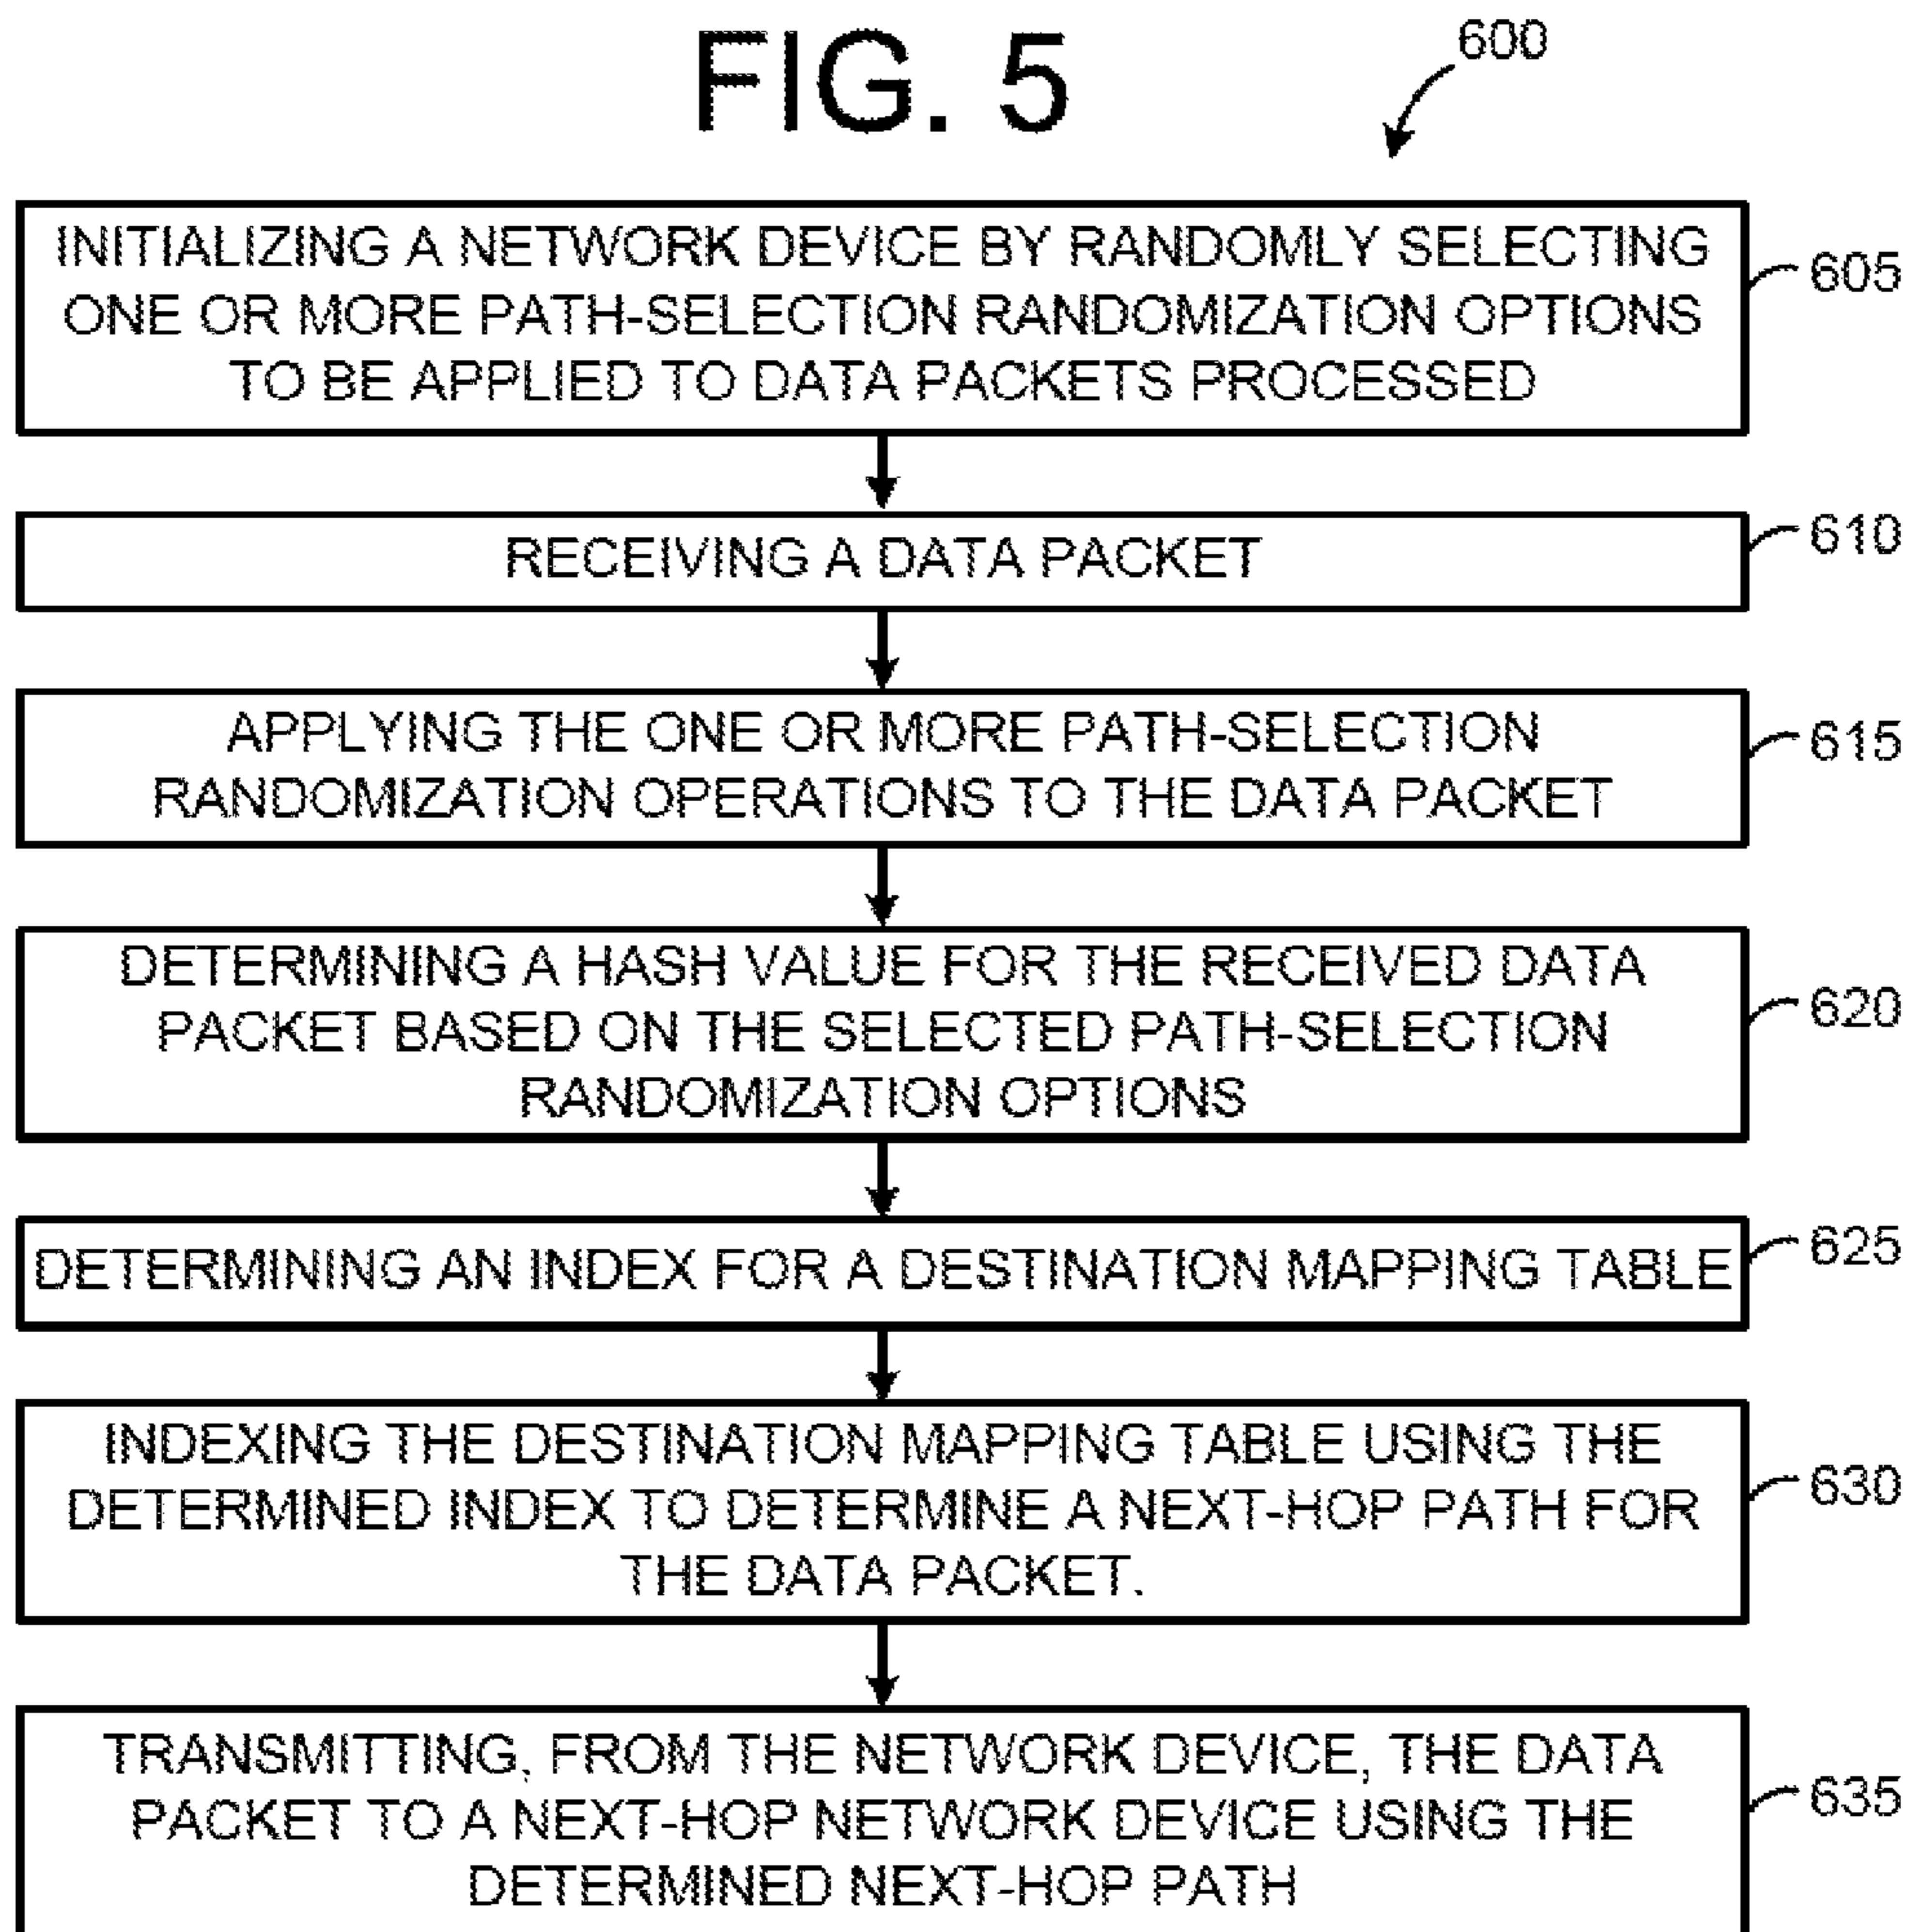 FIG. 5
600
INITIALIZING A NETWORK DEVICE BY RANDOMLY SELECTING
ONE OR MORE PATH-SELECTION RANDOMIZATION OPTIONS
TO BE APPLIED TO DATA PACKETS PROCESSED
605
RECEIVING A DATA PACKET
610
APPLYING THE ONE OR MORE PATH-SELECTION
RANDOMIZATION OPERATIONS TO THE DATA PACKET
615
DETERMINING A HASH VALUE FOR THE RECEIVED DATA
PACKET BASED ON THE SELECTED PATH-SELECTION
RANDOMIZATION OPTIONS
620
DETERMINING AN INDEX FOR A DESTINATION MAPPING TABLE
625
INDEXING THE DESTINATION MAPPING TABLE USING THE
DETERMINED INDEX TO DETERMINE A NEXT-HOP PATH FOR
THE DATA PACKET.
630
TRANSMITTING, FROM THE NETWORK DEVICE, THE DATA
PACKET TO A NEXT-HOP NETWORK DEVICE USING THE
DETERMINED NEXT-HOP PATH
635